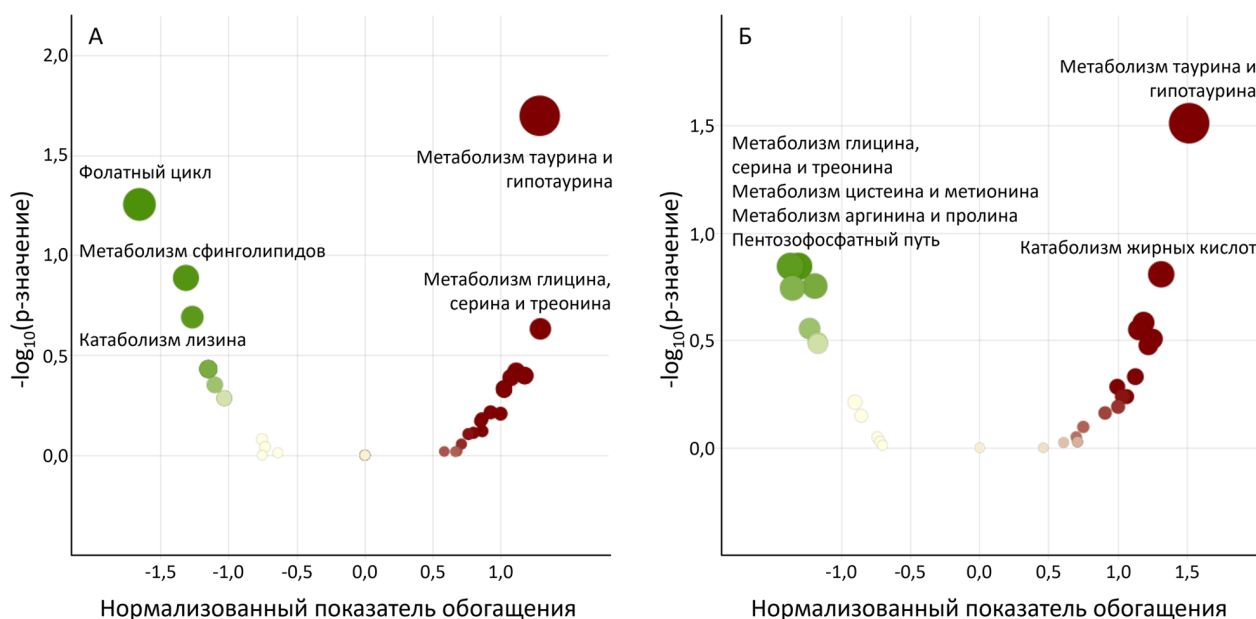 А
2,0
1,5
1,0
0,5
0,0
-log10(p-значение)
Фолатный цикл
Метаболизм сфинголипидов
Катаболизм лизина
Метаболизм таурина и
гипотаурина
Метаболизм глицина,
серина и треонина
-1,5
-1,0
-0,5
0,0
0,5
1,0
Нормализованный показатель обогащения
Б
1,5
1,0
0,5
0,0
-log10(p-значение)
Метаболизм таурина и
гипотаурина
Метаболизм глицина,
серина и треонина
Метаболизм цистеина и метионина
Метаболизм аргинина и пролина
Пентозофосфатный путь
Катаболизм жирных кислот
-1,0
-0,5
0,0
0,5
1,0
1,5
Нормализованный показатель обогащения